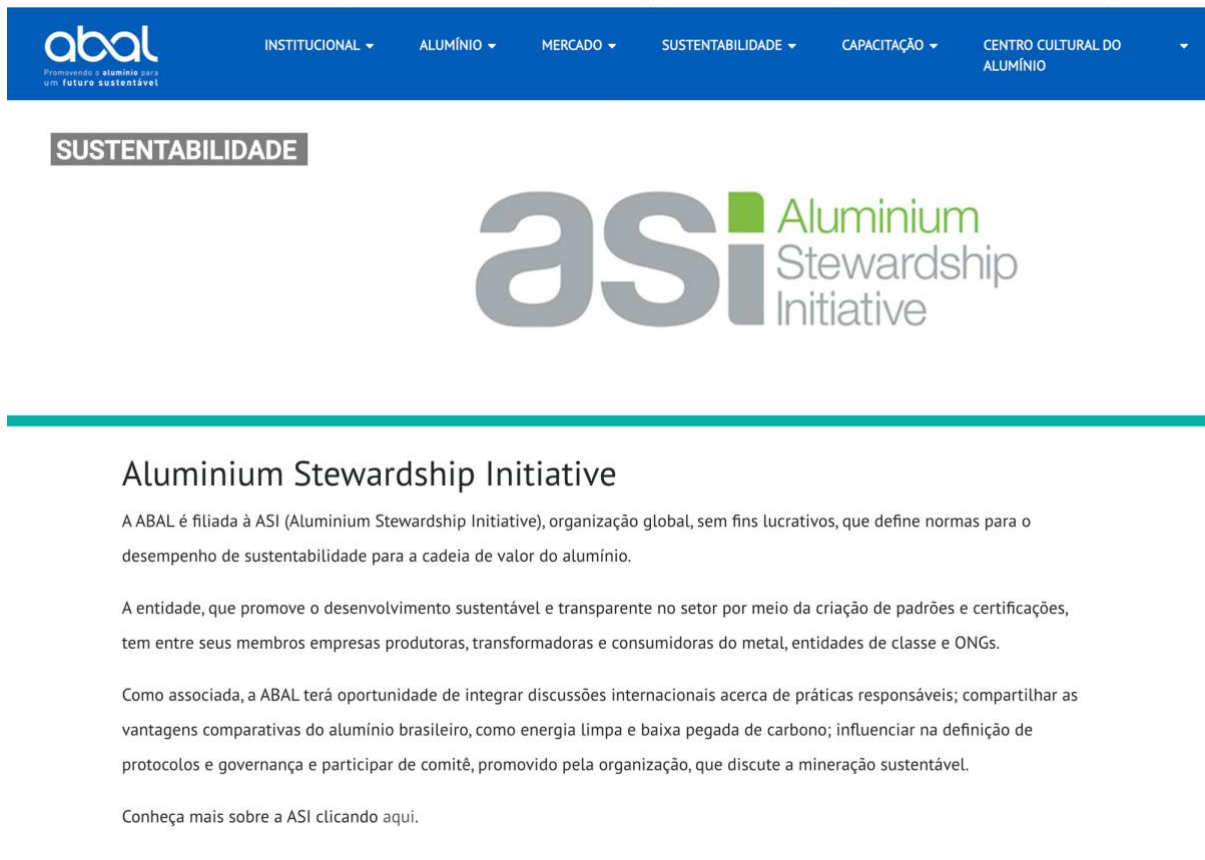 abal
Promovendo o alumínio para
um futuro sustentável
INSTITUCIONAL
ALUMÍNIO
MERCADO
SUSTENTABILIDADE
CAPACITAÇÃO
CENTRO CULTURAL DO
ALUMÍNIO
SUSTENTABILIDADE
asi
Aluminium
Stewardship
Initiative
Aluminium Stewardship Initiative
A ABAL é filiada à ASI (Aluminium Stewardship Initiative), organização global, sem fins lucrativos, que define normas para o
desempenho de sustentabilidade para a cadeia de valor do alumínio.
A entidade, que promove o desenvolvimento sustentável e transparente no setor por meio da criação de padrões e certificações,
tem entre seus membros empresas produtoras, transformadoras e consumidoras do metal, entidades de classe e ONGs.
Como associada, a ABAL terá oportunidade de integrar discussões internacionais acerca de práticas responsáveis; compartilhar as
vantagens comparativas do alumínio brasileiro, como energia limpa e baixa pegada de carbono; influenciar na definição de
protocolos e governança e participar de comitê, promovido pela organização, que discute a mineração sustentável.
Conheça mais sobre a ASI clicando aqui.